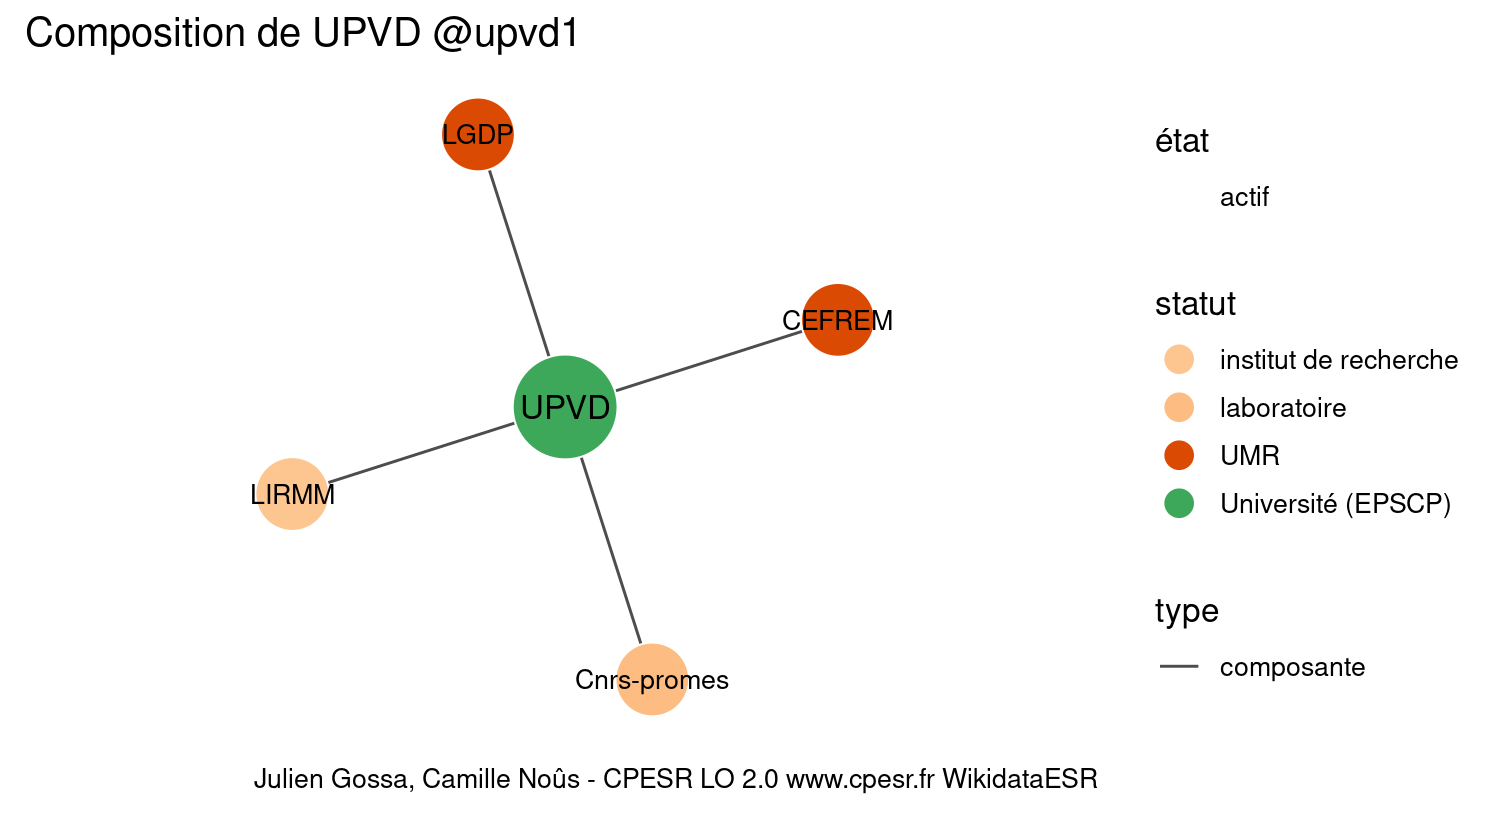 Composition de UPVD @upvd1
LGDP
CEFREM
UPVD
LIRMM
Cnrs-promes
état
actif
statut
institut de recherche
laboratoire
UMR
Université (EPSCP)
type
composante
Julien Gossa, Camille Noûs - CPESR LO 2.0 www.cpesr.fr WikidataESR